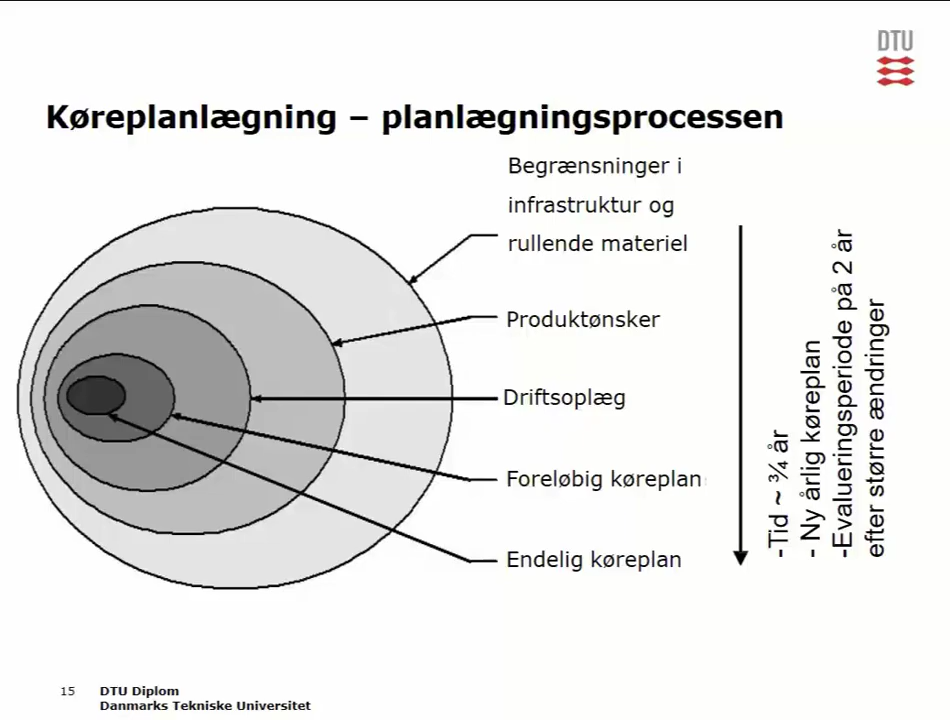 DTU
Køreplanlægning – planlægningsprocessen
Begrænsninger i
infrastruktur og
rullende materiel
Produktønsker
Driftsoplæg
Foreløbig køreplan
Endelig køreplan
-Tid ~ ¾ år
- Ny årlig køreplan
-Evalueringsperiode på 2 år
efter større ændringer
15 DTU Diplom
Danmarks Tekniske Universitet